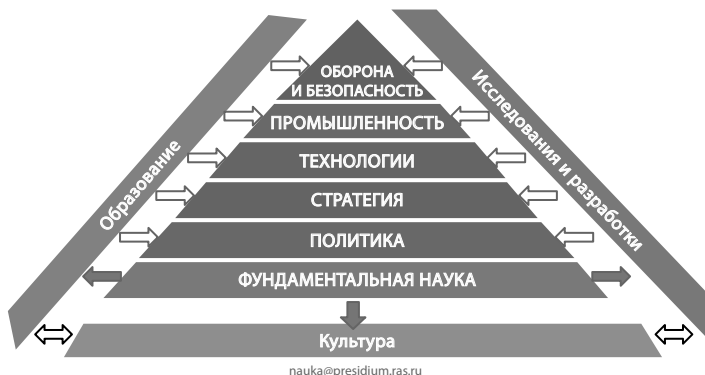 ОБОРОНА
И БЕЗОПАСНОСТЬ
ПРОМЫШЛЕННОСТЬ
ТЕХНОЛОГИИ
СТРАТЕГИЯ
ПОЛИТИКА
ФУНДАМЕНТАЛЬНАЯ НАУКА
Образование
Исследования и разработки
Культура
nauka@presidium.ras.ru